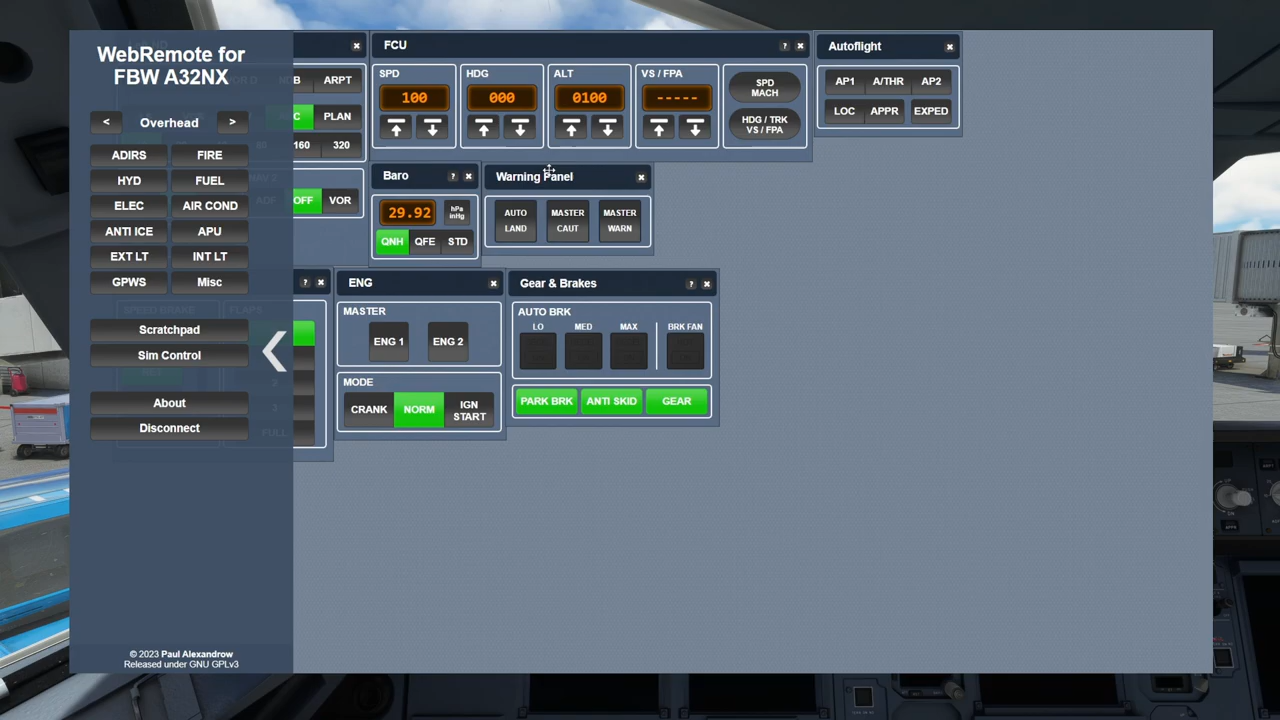 WebRemote for
FBW A32NX
< Overhead >
ADIRS FIRE
HYD FUEL
ELEC AIR COND
ANTI ICE APU
EXT LT INT LT
GPWS Misc
Scratchpad
Sim Control
About
Disconnect
© 2023 Paul Alexandrow
Released under GNU GPLv3
ARPT
PLAN
160 320
OFF VOR
FCU
SPD HDG ALT VS / FPA
100 000 0100 -----
SPD
MACH
HDG / TRK
VS / FPA
Autoflight
AP1 A/THR AP2
LOC APPR EXPED
Baro
29.92
hPa
inHg
QNH QFE STD
Warning Panel
AUTO
LAND
MASTER
CAUT
MASTER
WARN
SPEED BRAKE FLAPS
ENG
MASTER
ENG 1 ENG 2
MODE
CRANK NORM
IGN
START
Gear & Brakes
AUTO BRK
LO MED MAX BRK FAN
PARK BRK ANTI SKID GEAR